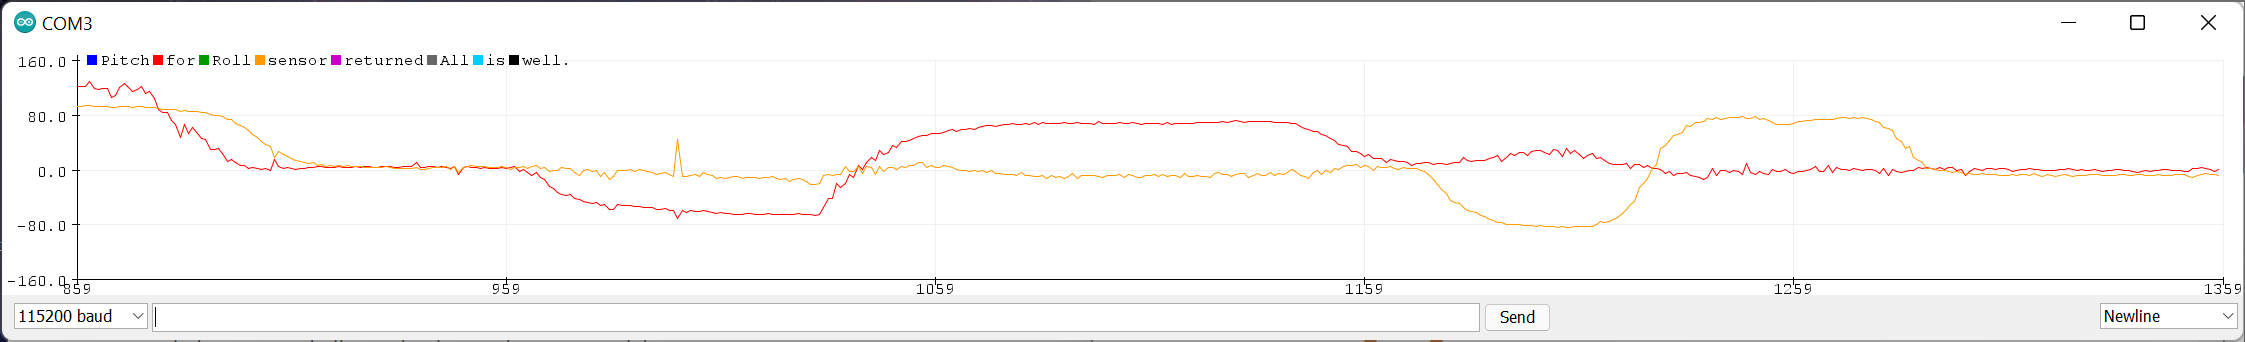 COM3
160.0 Pitch for Roll sensor returned All is well.
80.0
0.0
-80.0
-160.0
859 959 1059 1159 1259 1359
115200 baud Send Newline